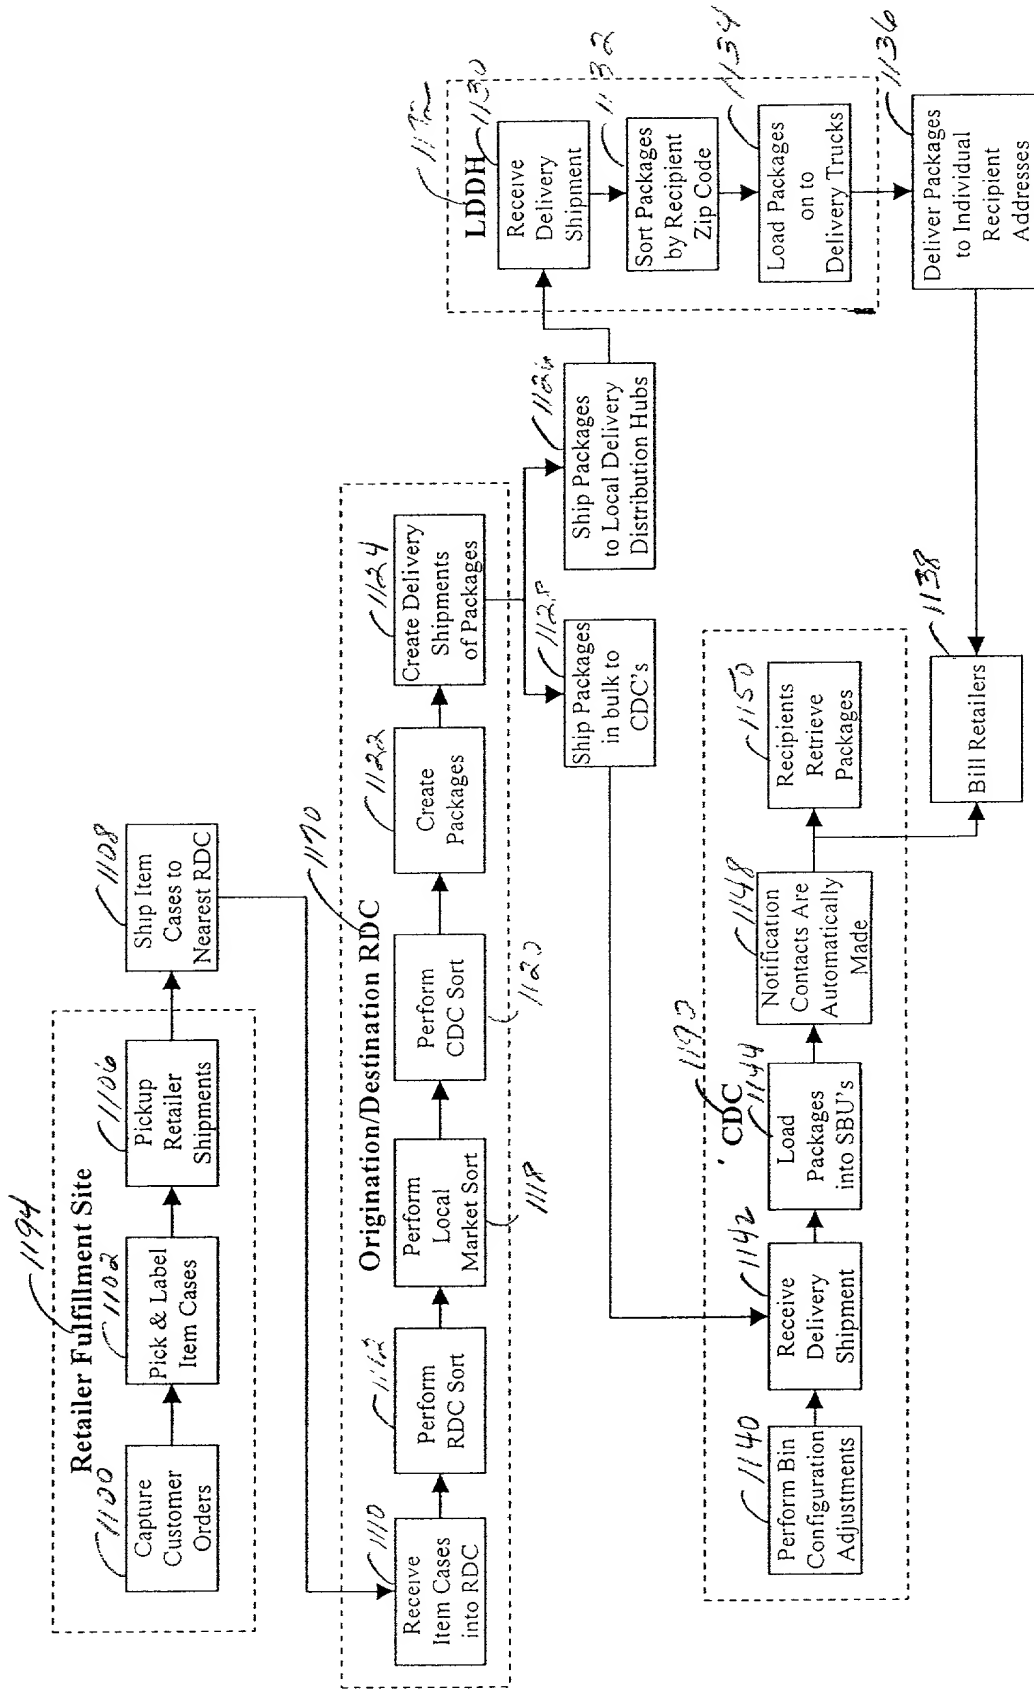 1194
Retailer Fulfillment Site
1100
Capture
Customer
Orders
1102
Pick & Label
Item Cases
1106
Pickup
Retailer
Shipments
1108
Ship Item
Cases to
Nearest RDC
Origination/Destination RDC
1170
1110
Receive
Item Cases
into RDC
1112
Perform
RDC Sort
Perform
Local
Market Sort
1118
Perform
CDC Sort
1120
1122
Create
Packages
1124
Create Delivery
Shipments
of Packages
1128
Ship Packages
in bulk to
CDC's
1126
Ship Packages
to Local Delivery
Distribution Hubs
LDDH
1130
Receive
Delivery
Shipment
1132
Sort Packages
by Recipient
Zip Code
1134
Load Packages
on to
Delivery Trucks
1136
Deliver Packages
to Individual
Recipient
Addresses
1190
CDC
1140
Perform Bin
Configuration
Adjustments
1142
Receive
Delivery
Shipment
1144
Load
Packages
into SBU's
1148
Notification
Contacts Are
Automatically
Made
1150
Recipients
Retrieve
Packages
1138
Bill Retailers